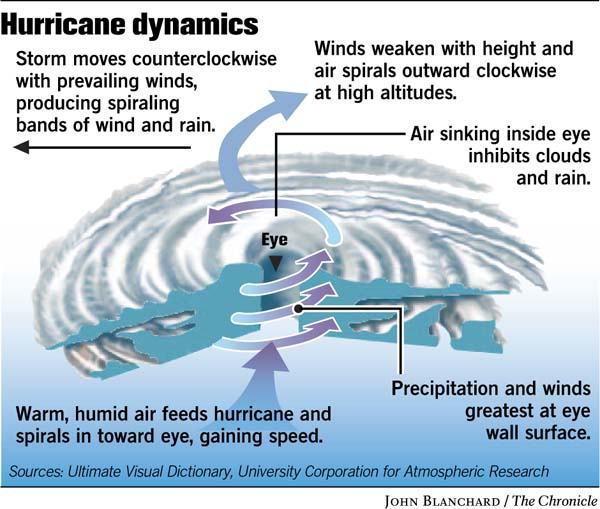 Hurricane dynamics
Storm moves counterclockwise
with prevailing winds,
producing spiraling
bands of wind and rain.
Winds weaken with height and
air spirals outward clockwise
at high altitudes.
Air sinking inside eye
inhibits clouds
and rain.
Eye
Precipitation and winds
greatest at eye
wall surface.
Warm, humid air feeds hurricane and
spirals in toward eye, gaining speed.
Sources: Ultimate Visual Dictionary, University Corporation for Atmospheric Research
JOHN BLANCHARD / The Chronicle